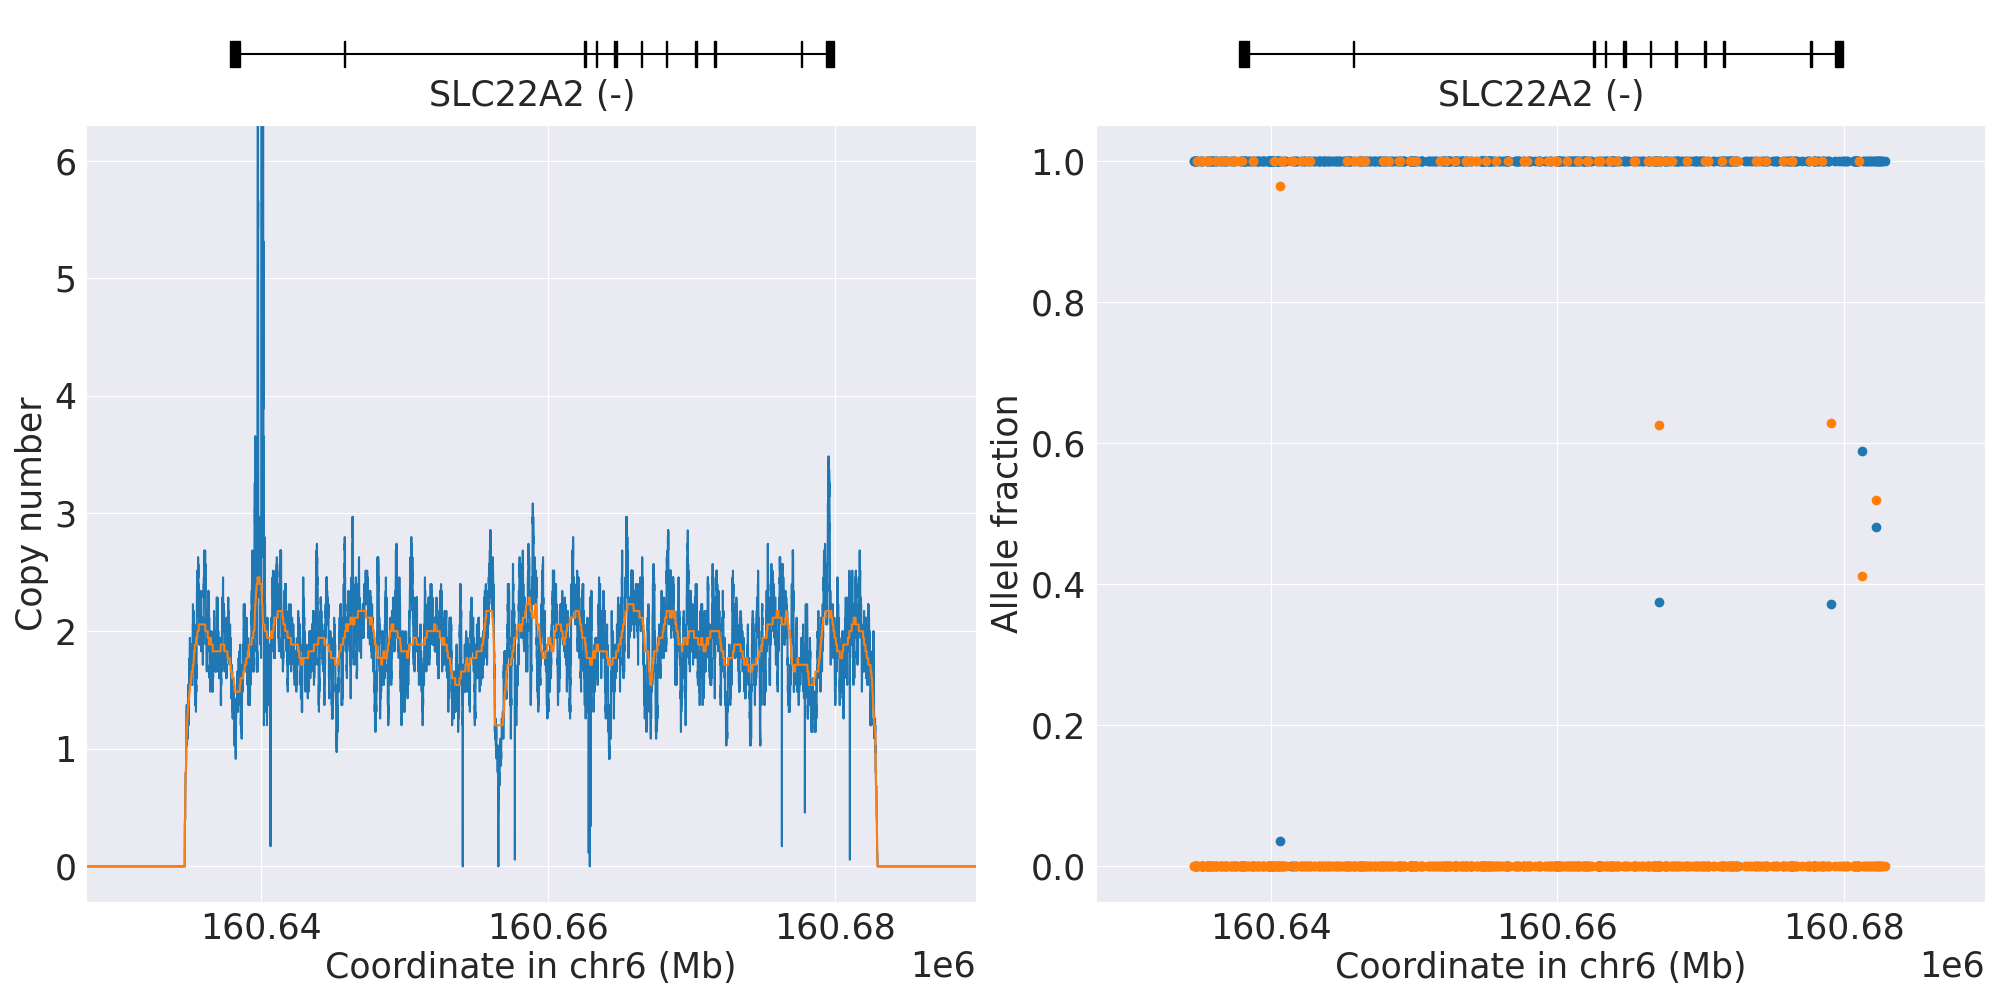 SLC22A2 (-)
6
5
4
3
2
1
0
Copy number
160.64 160.66 160.68
Coordinate in chr6 (Mb) 1e6
SLC22A2 (-)
1.0
0.8
0.6
0.4
0.2
0.0
Allele fraction
160.64 160.66 160.68
Coordinate in chr6 (Mb) 1e6